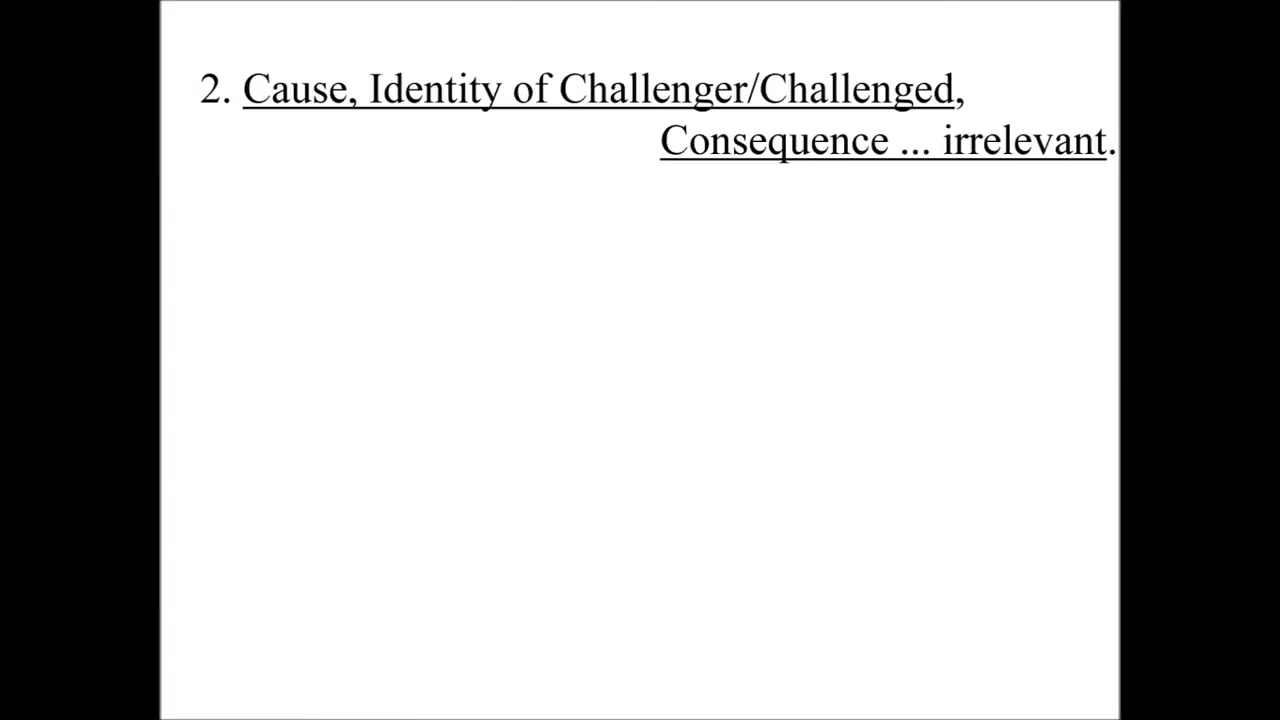 2. Cause, Identity of Challenger/Challenged,
Consequence ... irrelevant.